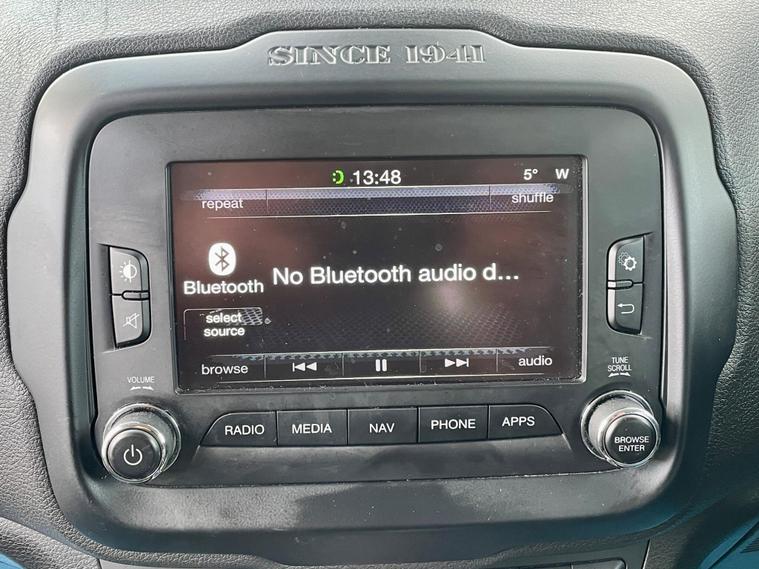 SINCE 1941
13:48 5° W
repeat shuffle
Bluetooth No Bluetooth audio d...
select
source
browse audio
VOLUME
TUNE
SCROLL
RADIO MEDIA NAV PHONE APPS
BROWSE
ENTER